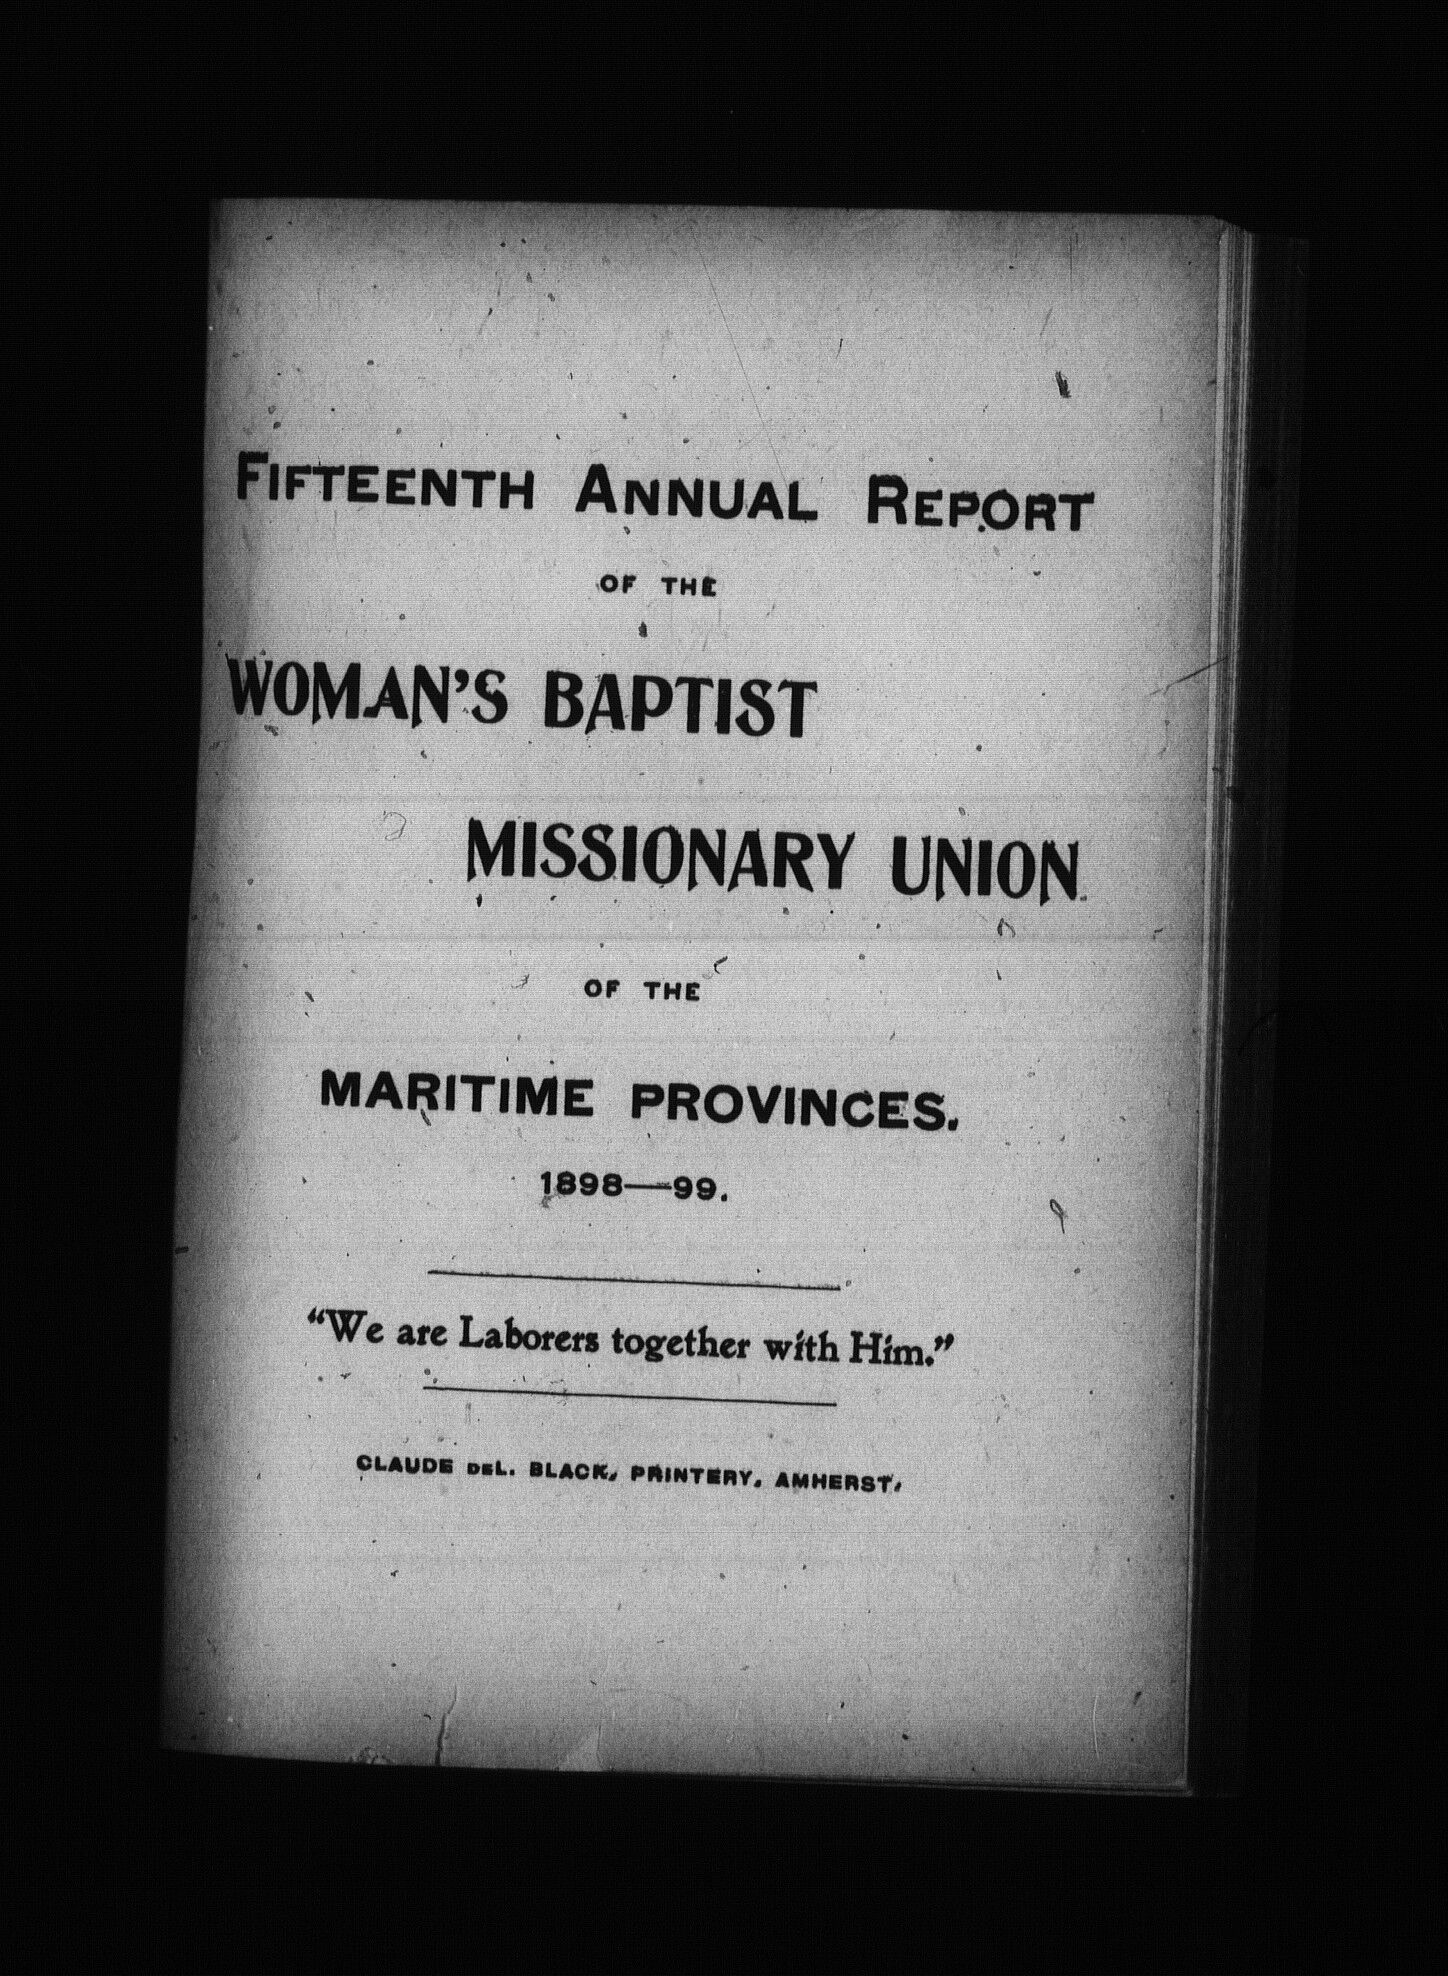 FIFTEENTH ANNUAL REPORT
OF THE
WOMAN'S BAPTIST
MISSIONARY UNION
OF THE
MARITIME PROVINCES.
1898—99.
“We are Laborers together with Him.”
CLAUDE DEL. BLACK, PRINTERY, AMHERST.